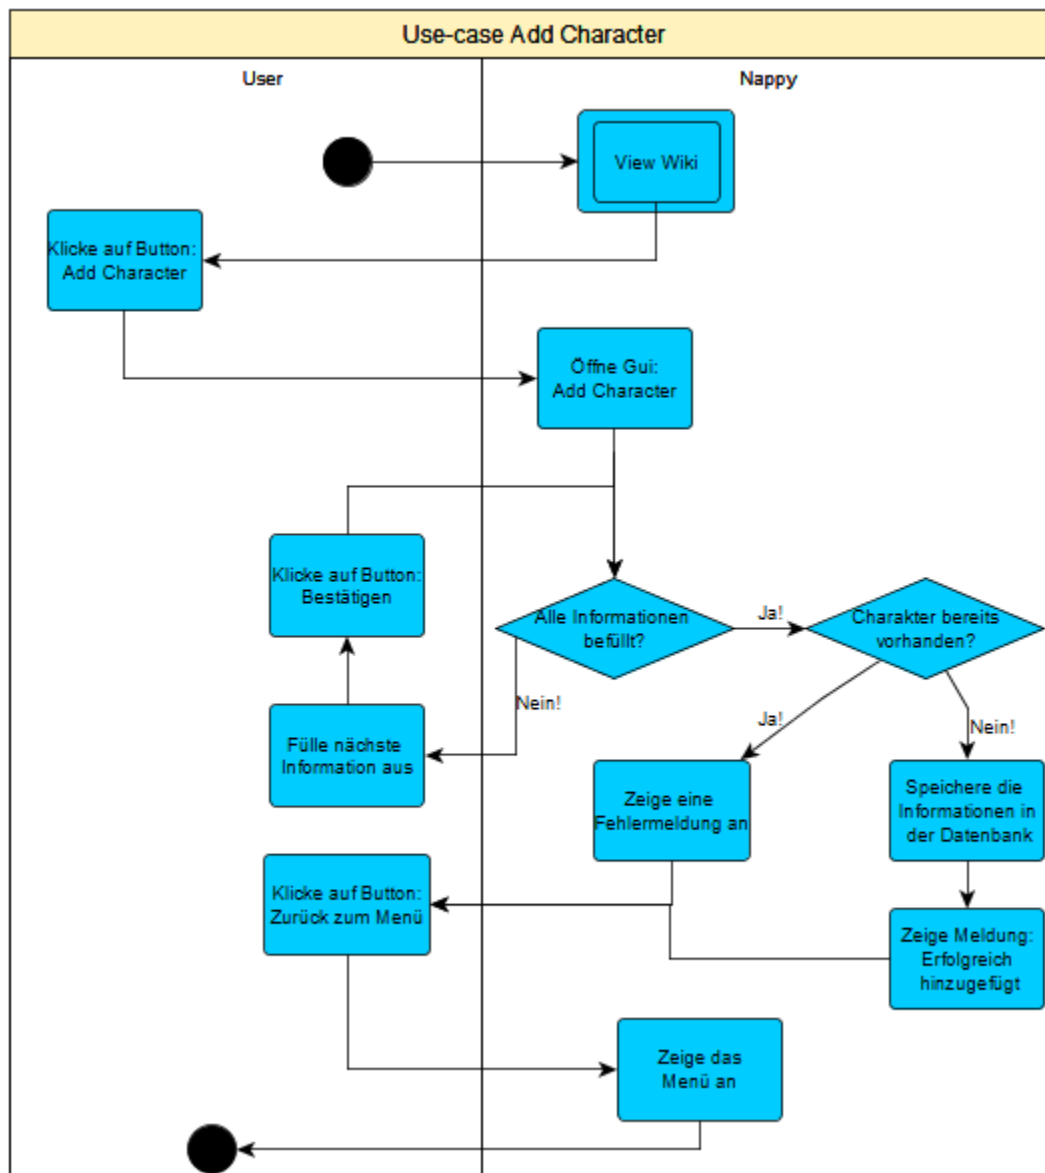 Use-case Add Character
User
Nappy
View Wiki
Klicke auf Button:
Add Character
Öffne Gui:
Add Character
Klicke auf Button:
Bestätigen
Alle Informationen
befüllt?
Ja!
Charakter bereits
vorhanden?
Nein!
Ja!
Nein!
Fülle nächste
Information aus
Zeige eine
Fehlermeldung an
Speichere die
Informationen in
der Datenbank
Klicke auf Button:
Zurück zum Menü
Zeige Meldung:
Erfolgreich
hinzugefügt
Zeige das
Menü an